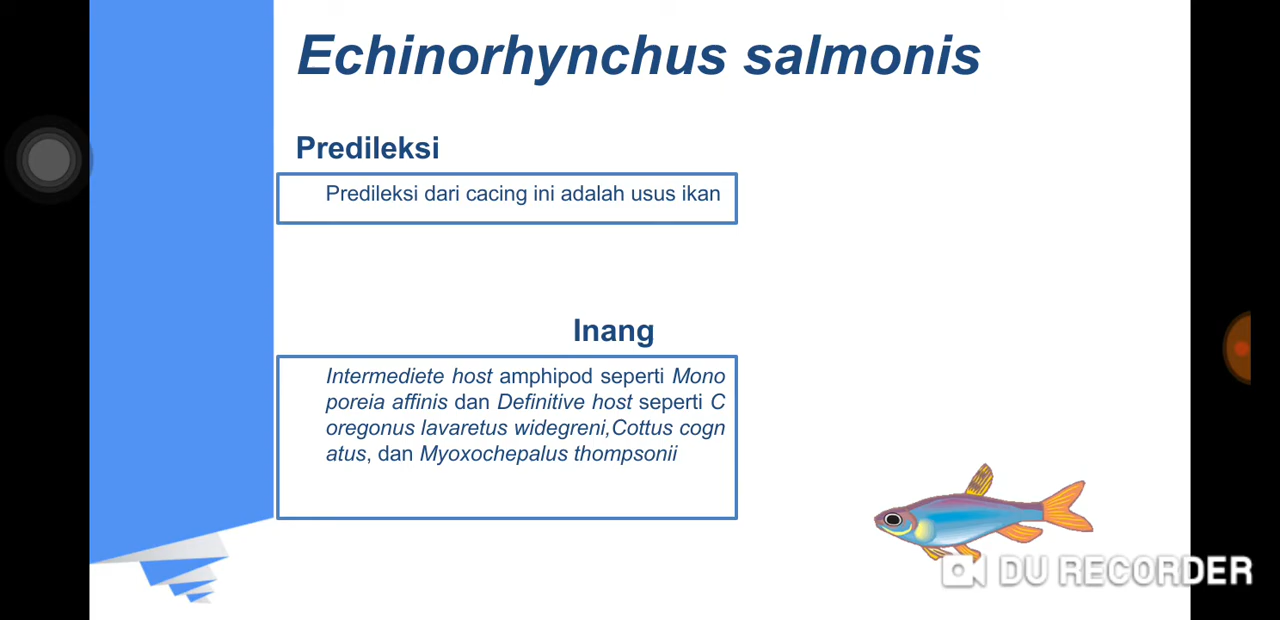 Echinorhynchus salmonis
Predileksi
Predileksi dari cacing ini adalah usus ikan
Inang
Intermediete host amphipod seperti Mono
poreia affinis dan Definitive host seperti C
oregonus lavaretus widegreni,Cottus cogn
atus, dan Myoxochepalus thompsonii
DU RECORDER